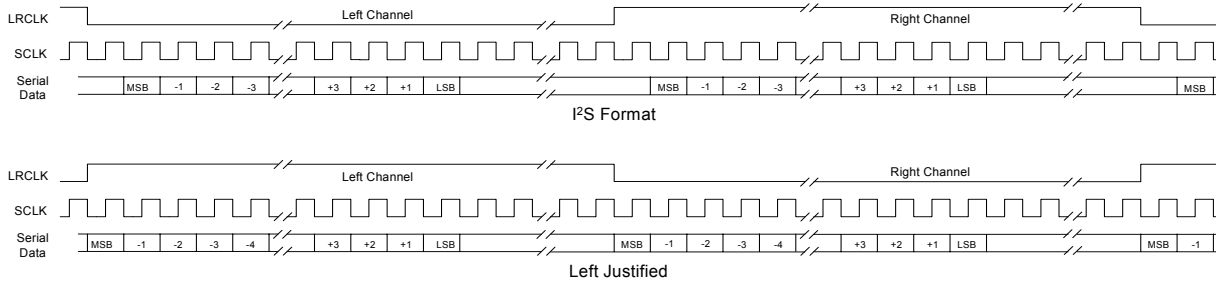 LRCLK Left Channel Right Channel
SCLK
Serial Data MSB -1 -2 -3 +3 +2 +1 LSB MSB -1 -2 -3 +3 +2 +1 LSB MSB
I²S Format
LRCLK Left Channel Right Channel
SCLK
Serial Data MSB -1 -2 -3 -4 +3 +2 +1 LSB MSB -1 -2 -3 -4 +3 +2 +1 LSB MSB -1
Left Justified